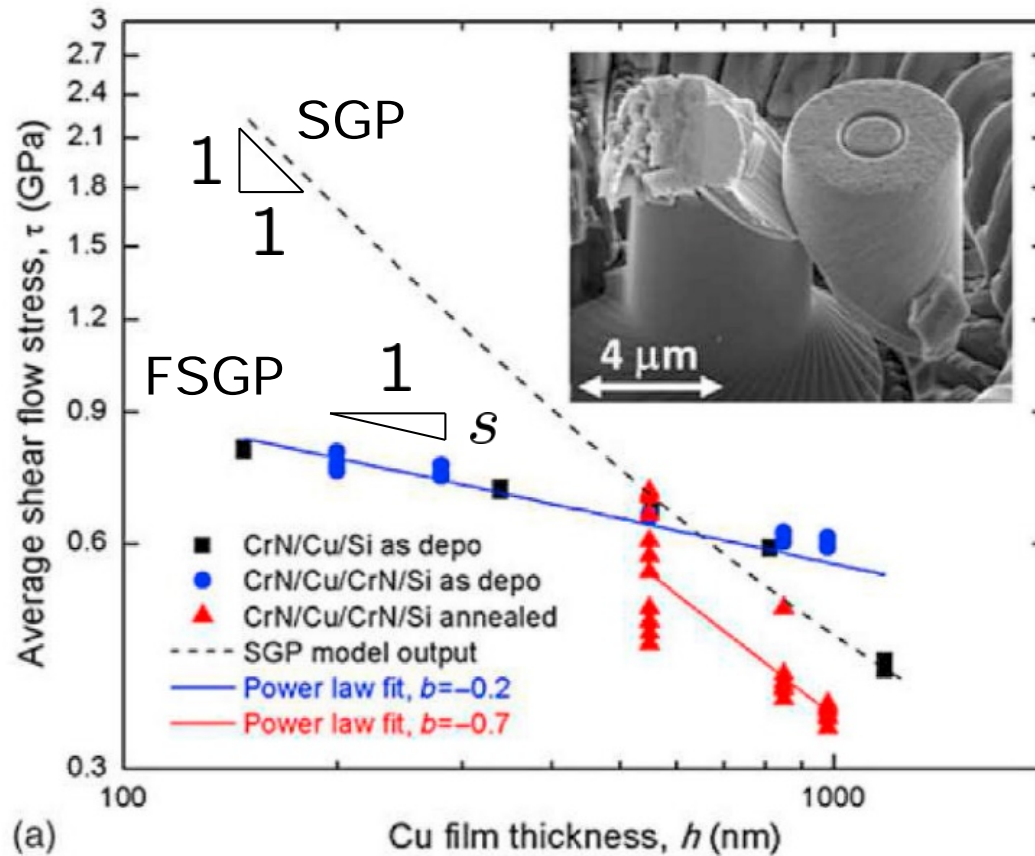 3
2.7
2.4
2.1
1.8
1.5
1.2
0.9
0.6
0.3
Average shear flow stress, τ (GPa)
SGP
1
1
4 μm
FSGP
1
s
CrN/Cu/Si as depo
CrN/Cu/CrN/Si as depo
CrN/Cu/CrN/Si annealed
SGP model output
Power law fit, b=−0.2
Power law fit, b=−0.7
100
1000
(a)
Cu film thickness, h (nm)